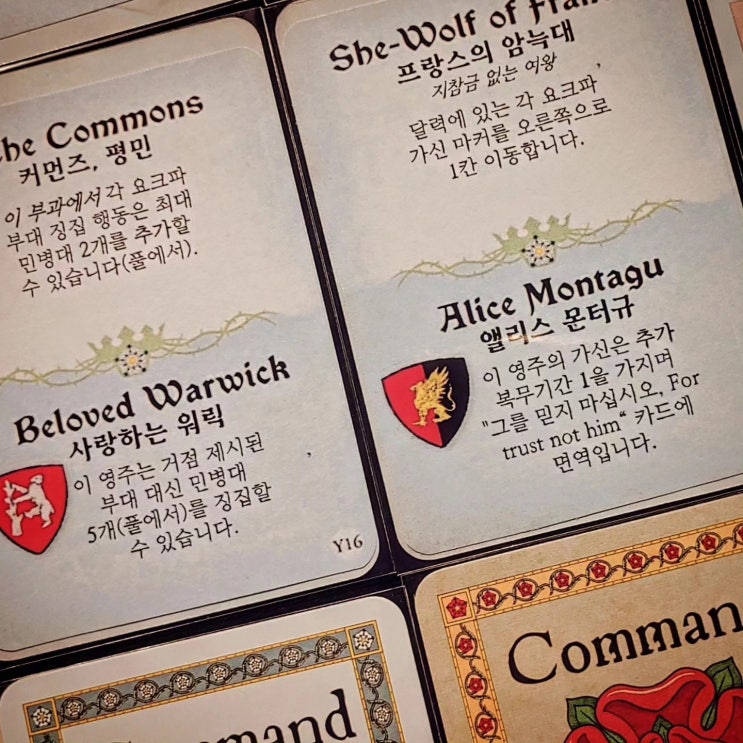 he Commons
커먼즈, 평민
이 부과에서 각 요크파
부대 징집 행동은 최대
민병대 2개를 추가할
수 있습니다(풀에서).
Beloved Warwick
사랑하는 워릭
이 영주는 거점 제시된
부대 대신 민병대
5개(풀에서)를 징집할
수 있습니다.
Y16
She-Wolf of Fran
프랑스의 암늑대
지참금 없는 여왕
달력에 있는 각 요크파
가신 마커를 오른쪽으로
1칸 이동합니다.
Alice Montagu
앨리스 몬터규
이 영주의 가신은 추가
복무기간 1을 가지며
"그를 믿지 마십시오, For
trust not him“ 카드에
면역입니다.
Command
Comman